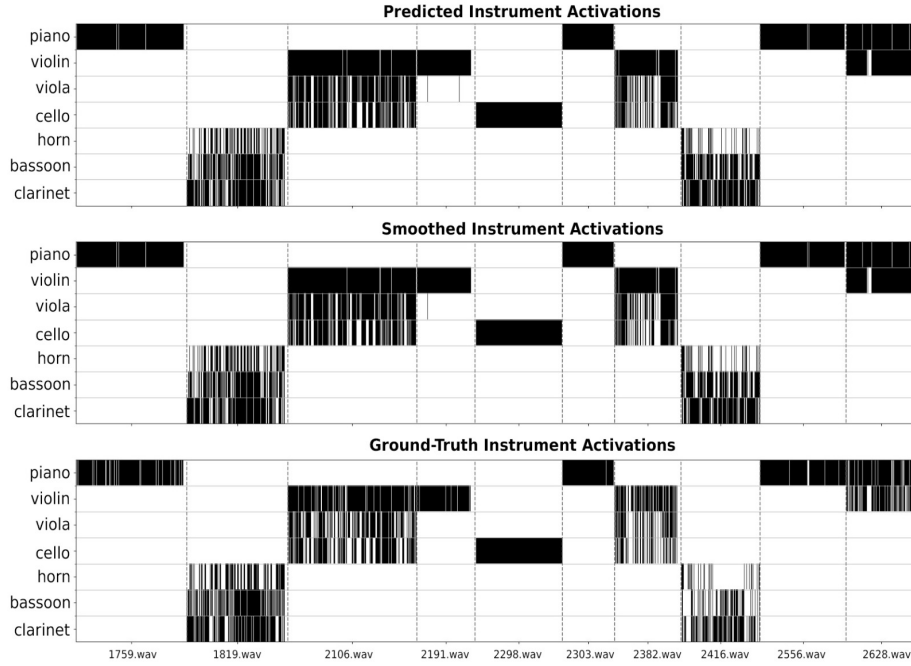 Predicted Instrument Activations
piano
violin
viola
cello
horn
bassoon
clarinet
Smoothed Instrument Activations
piano
violin
viola
cello
horn
bassoon
clarinet
Ground-Truth Instrument Activations
piano
violin
viola
cello
horn
bassoon
clarinet
1759.wav 1819.wav 2106.wav 2191.wav 2298.wav 2303.wav 2382.wav 2416.wav 2556.wav 2628.wav